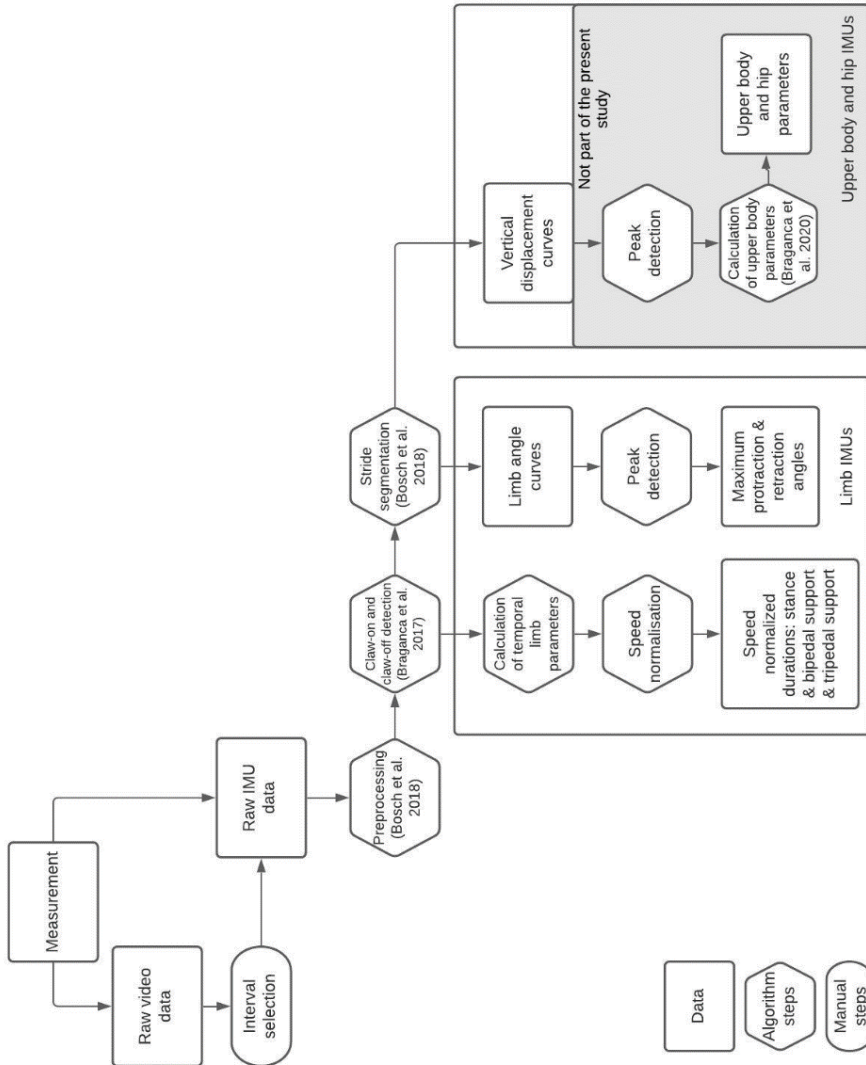 Measurement
Raw video
data
Interval
selection
Raw IMU
data
Preprocessing
(Bosch et al.
2018)
Claw-on and
claw-off detection
(Braganca et al.
2017)
Stride
segmentation
(Bosch et al.
2018)
Calculation
of temporal
limb
parameters
Speed
normalisation
Speed
normalized
durations: stance
& bipedal support
& tripedal support
Limb angle
curves
Peak
detection
Maximum
protraction &
retraction
angles
Limb IMUs
Vertical
displacement
curves
Not part of the present
study
Peak
detection
Calculation
of upper body
parameters
(Braganca et
al. 2020)
Upper body
and hip
parameters
Upper body and hip IMUs
Data
Algorithm
steps
Manual
steps